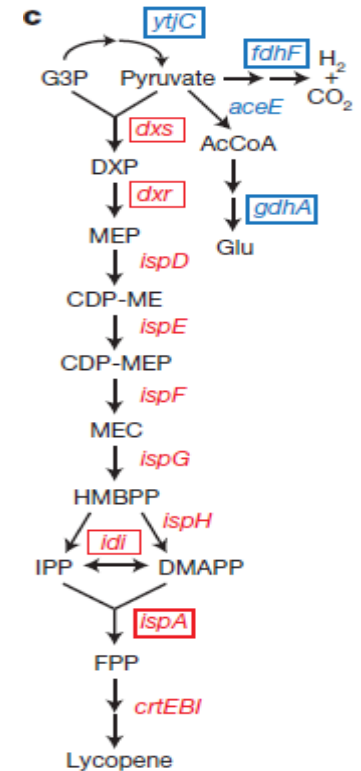 c
ytjC
fdhF
H2
+
CO2
G3P
Pyruvate
aceE
AcCoA
dxs
DXP
dxr
gdhA
Glu
MEP
ispD
CDP-ME
ispE
CDP-MEP
ispF
MEC
ispG
HMBPP
ispH
idi
IPP
DMAPP
ispA
FPP
crtEBI
Lycopene